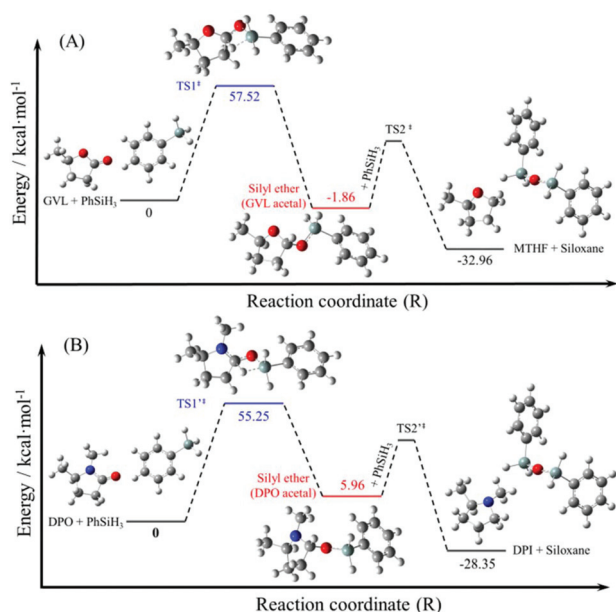 (A)
Energy / kcal·mol⁻¹
TS1‡
57.52
GVL + PhSiH₃
0
Silyl ether
(GVL acetal)
-1.86
+ PhSiH₃
TS2 ‡
-32.96
MTHF + Siloxane
Reaction coordinate (R)
(B)
Energy / kcal·mol⁻¹
TS1'‡
55.25
DPO + PhSiH₃
0
Silyl ether
(DPO acetal)
5.96
+ PhSiH₃
TS2'‡
-28.35
DPI + Siloxane
Reaction coordinate (R)